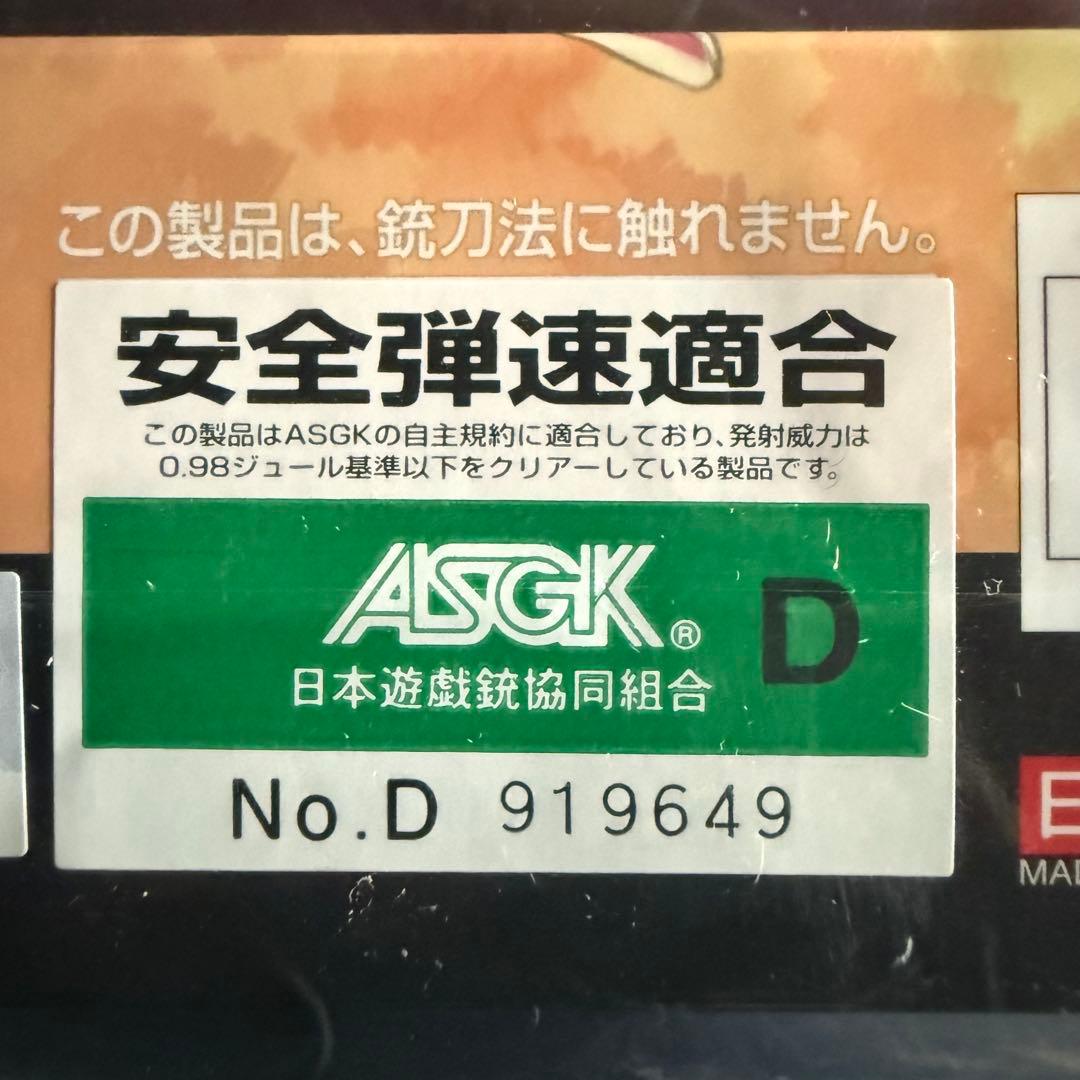 この製品は、銃刀法に触れません。
安全弾速適合
この製品はASGKの自主規約に適合しており、発射威力は
0.98ジュール基準以下をクリアーしている製品です。
ASGK® D
日本遊戯銃協同組合
No.D 919649
日
MAD